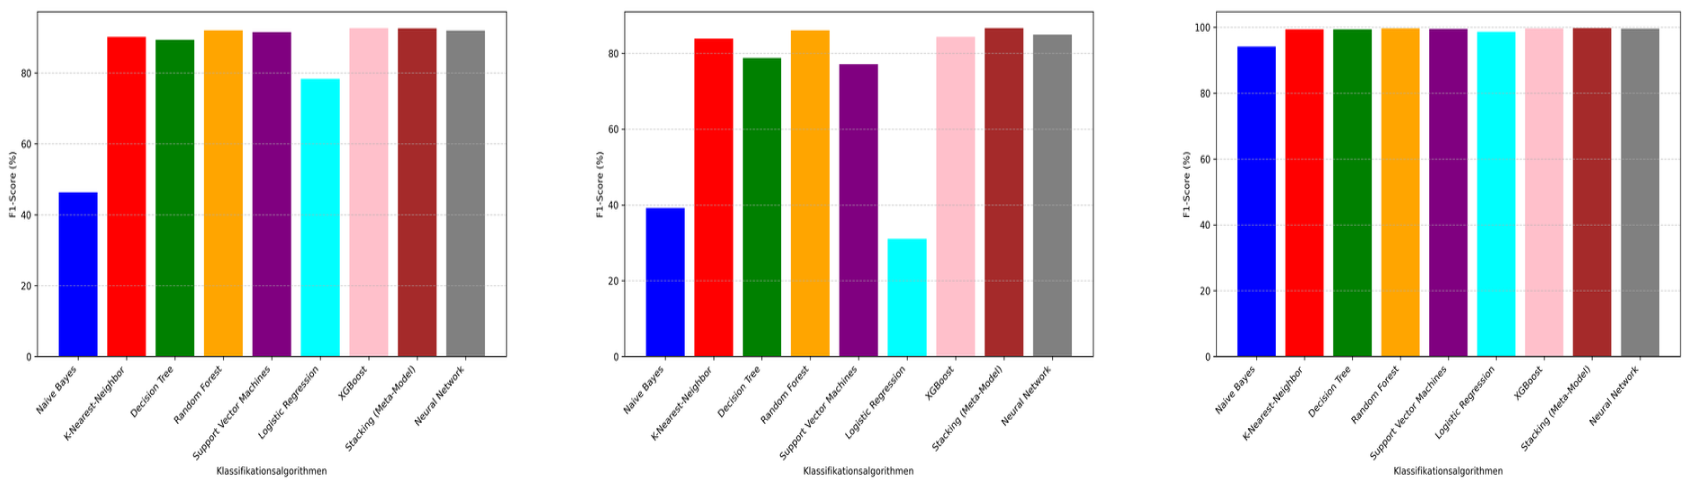 F1-Score (%)
80
60
40
20
0
Naive Bayes
K-Nearest-Neighbor
Decision Tree
Random Forest
Support Vector Machines
Logistic Regression
XGBoost
Stacking (Meta-Model)
Neural Network
Klassifikationsalgorithmen
F1-Score (%)
80
60
40
20
0
Naive Bayes
K-Nearest-Neighbor
Decision Tree
Random Forest
Support Vector Machines
Logistic Regression
XGBoost
Stacking (Meta-Model)
Neural Network
Klassifikationsalgorithmen
F1-Score (%)
100
80
60
40
20
0
Naive Bayes
K-Nearest-Neighbor
Decision Tree
Random Forest
Support Vector Machines
Logistic Regression
XGBoost
Stacking (Meta-Model)
Neural Network
Klassifikationsalgorithmen